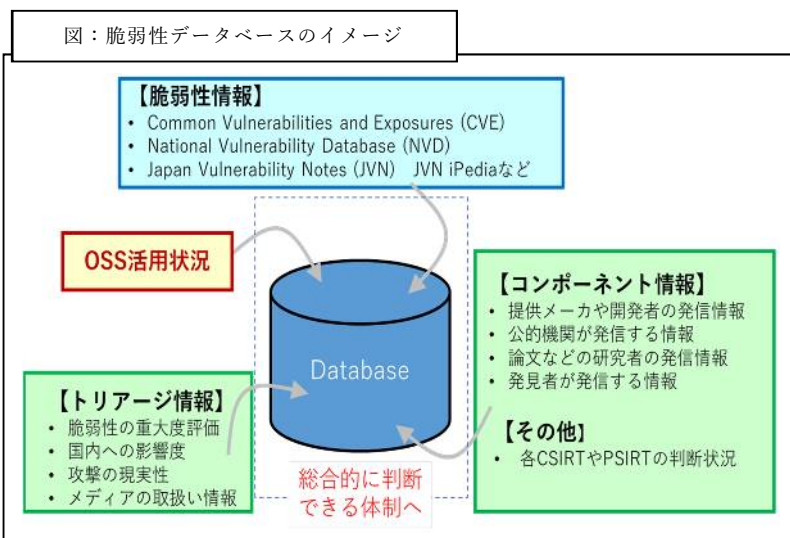 図：脆弱性データベースのイメージ
【脆弱性情報】
• Common Vulnerabilities and Exposures (CVE)
• National Vulnerability Database (NVD)
• Japan Vulnerability Notes (JVN) JVN iPediaなど
OSS活用状況
Database
【コンポーネント情報】
• 提供メーカや開発者の発信情報
• 公的機関が発信する情報
• 論文などの研究者の発信情報
• 発見者が発信する情報
【その他】
• 各CSIRTやPSIRTの判断状況
【トリアージ情報】
• 脆弱性の重大度評価
• 国内への影響度
• 攻撃の現実性
• メディアの取扱い情報
総合的に判断
できる体制へ